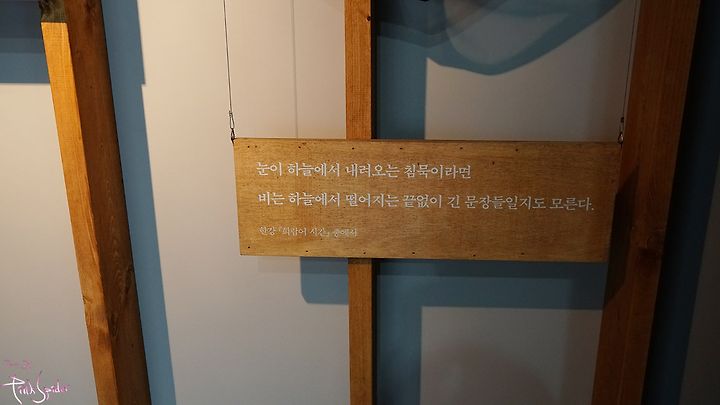 눈이 하늘에서 내려오는 침묵이라면
비는 하늘에서 떨어지는 끝없이 긴 문장들일지도 모른다.
한강 『희랍어 시간』 중에서
Pink Spider